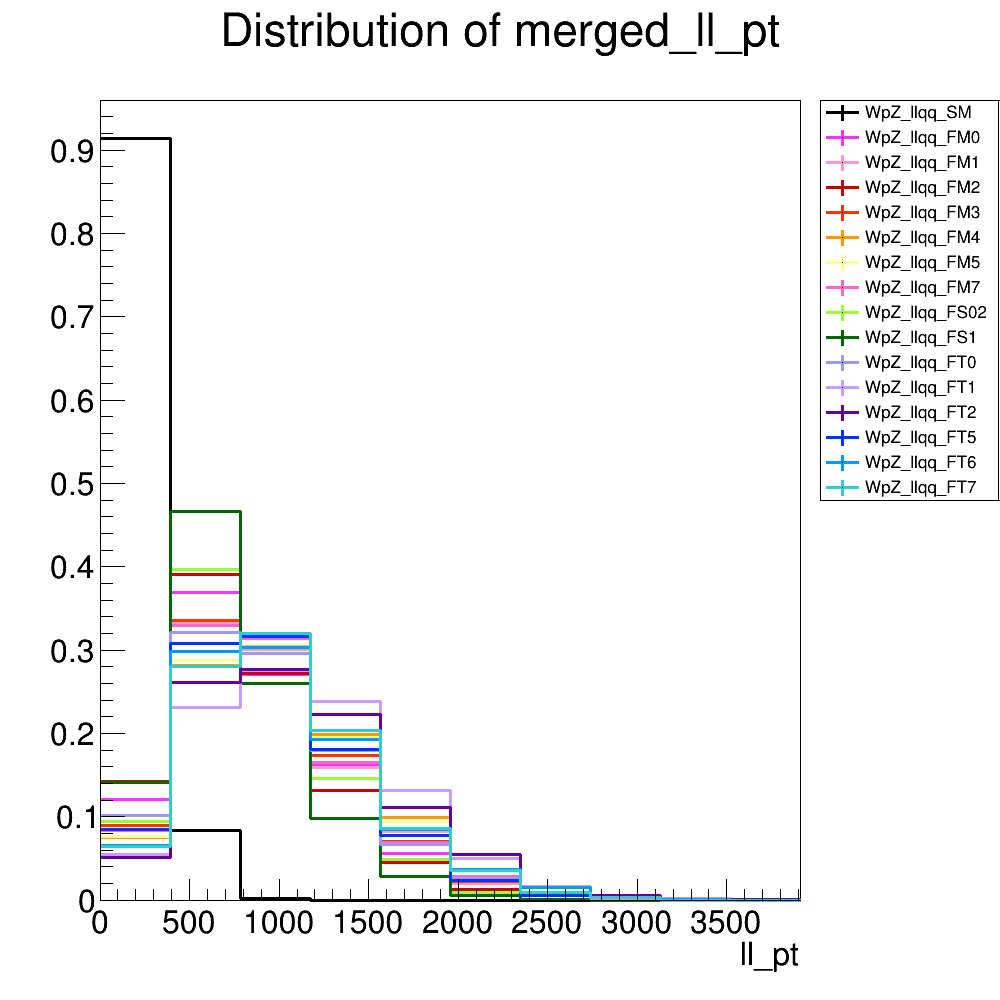 Distribution of merged_ll_pt
0.9
0.8
0.7
0.6
0.5
0.4
0.3
0.2
0.1
0
0 500 1000 1500 2000 2500 3000 3500
ll_pt
WpZ_llqq_SM
WpZ_llqq_FM0
WpZ_llqq_FM1
WpZ_llqq_FM2
WpZ_llqq_FM3
WpZ_llqq_FM4
WpZ_llqq_FM5
WpZ_llqq_FM7
WpZ_llqq_FS02
WpZ_llqq_FS1
WpZ_llqq_FT0
WpZ_llqq_FT1
WpZ_llqq_FT2
WpZ_llqq_FT5
WpZ_llqq_FT6
WpZ_llqq_FT7